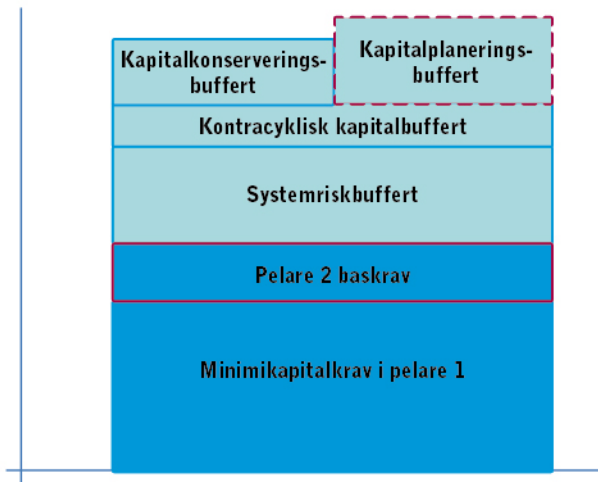 Kapitalkonserverings-
buffert
Kapitalplanerings-
buffert
Kontracyklisk kapitalbuffert
Systemriskbuffert
Pelare 2 baskrav
Minimikapitalkrav i pelare 1